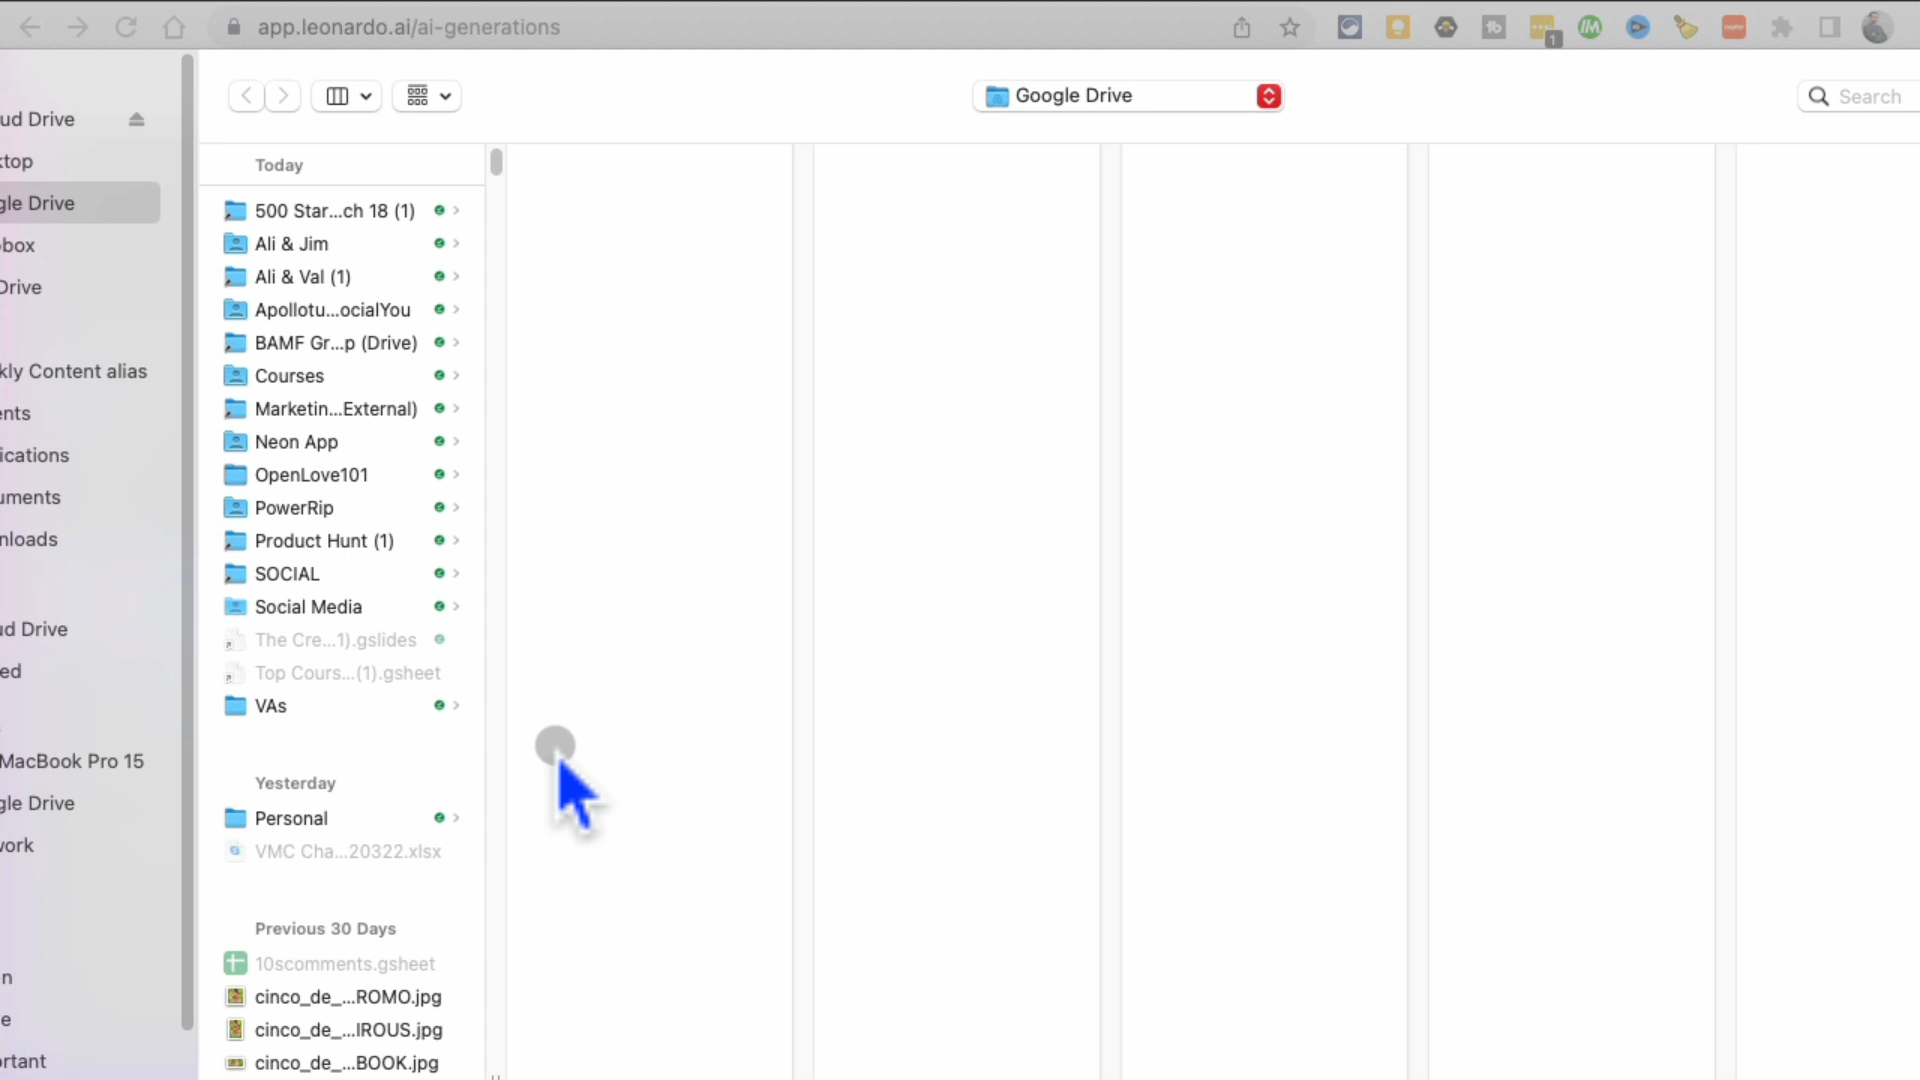 app.leonardo.ai/ai-generations
1
Google Drive
Search
ud Drive
top
gle Drive
box
Drive
kly Content alias
ents
ications
uments
nloads
ud Drive
ed
MacBook Pro 15
gle Drive
work
n
e
ortant
Today
500 Star...ch 18 (1)
Ali & Jim
Ali & Val (1)
Apollotu...ocialYou
BAMF Gr...p (Drive)
Courses
Marketin...External)
Neon App
OpenLove101
PowerRip
Product Hunt (1)
SOCIAL
Social Media
The Cre...1).gslides
Top Cours...(1).gsheet
VAs
Yesterday
Personal
VMC Cha...20322.xlsx
Previous 30 Days
10scomments.gsheet
cinco_de_...ROMO.jpg
cinco_de_...IROUS.jpg
cinco_de_...BOOK.jpg